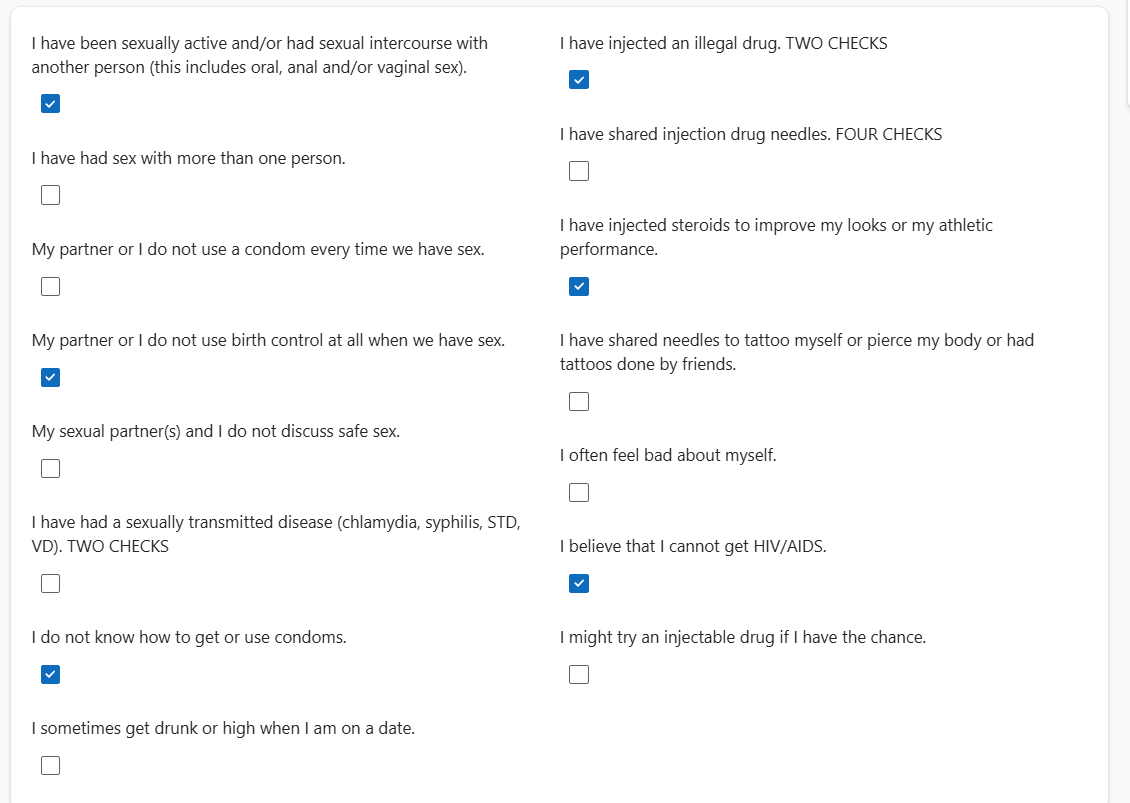 I have been sexually active and/or had sexual intercourse with
another person (this includes oral, anal and/or vaginal sex).
I have had sex with more than one person.
My partner or I do not use a condom every time we have sex.
My partner or I do not use birth control at all when we have sex.
My sexual partner(s) and I do not discuss safe sex.
I have had a sexually transmitted disease (chlamydia, syphilis, STD,
VD). TWO CHECKS
I do not know how to get or use condoms.
I sometimes get drunk or high when I am on a date.
I have injected an illegal drug. TWO CHECKS
I have shared injection drug needles. FOUR CHECKS
I have injected steroids to improve my looks or my athletic
performance.
I have shared needles to tattoo myself or pierce my body or had
tattoos done by friends.
I often feel bad about myself.
I believe that I cannot get HIV/AIDS.
I might try an injectable drug if I have the chance.